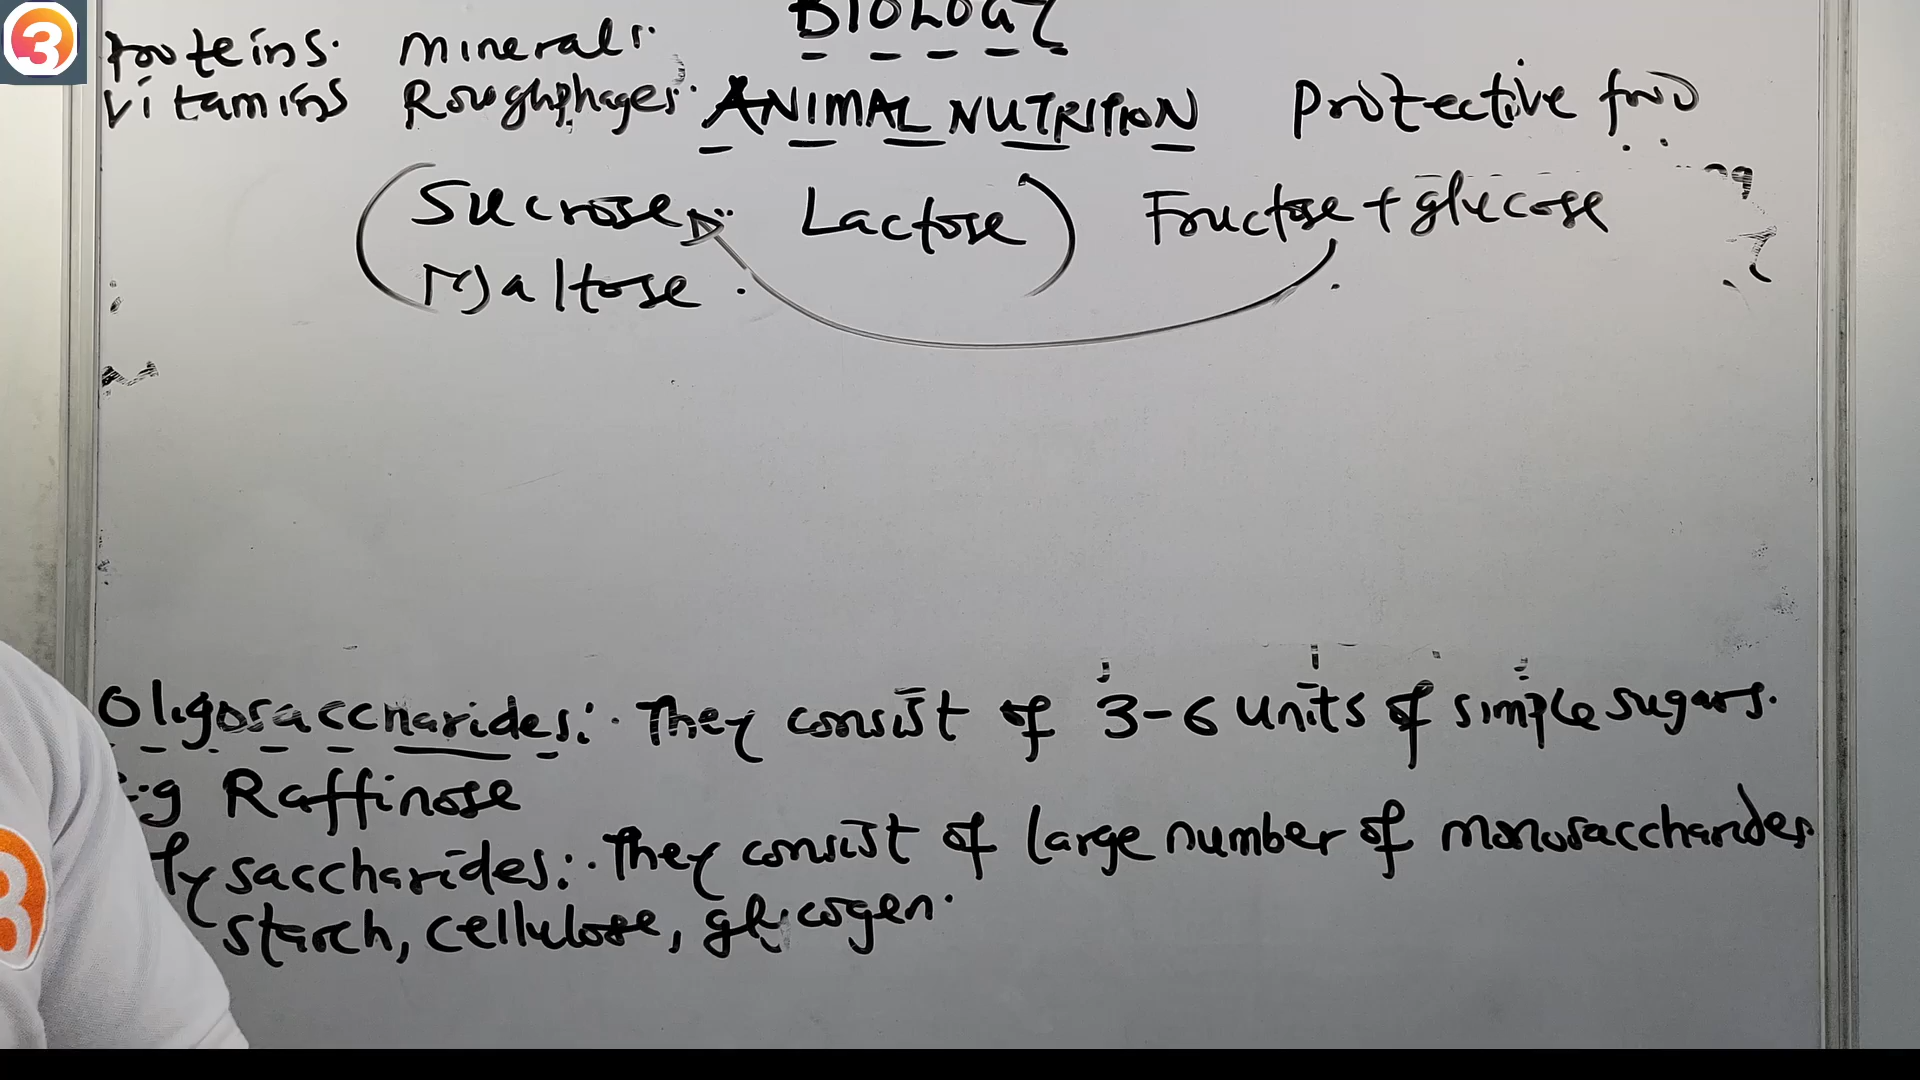 BIOLOGY
Proteins. Minerals.
Vitamins Roughphages. ANIMAL NUTRITION Protective food
(Sucrose Lactose) Fructose + glucose
Maltose.
Oligosaccharides:. They consist of 3-6 units of simple sugars.
E.g Raffinose
saccharides:. They consist of large number of monosaccharides
starch, cellulose, glycogen.
3